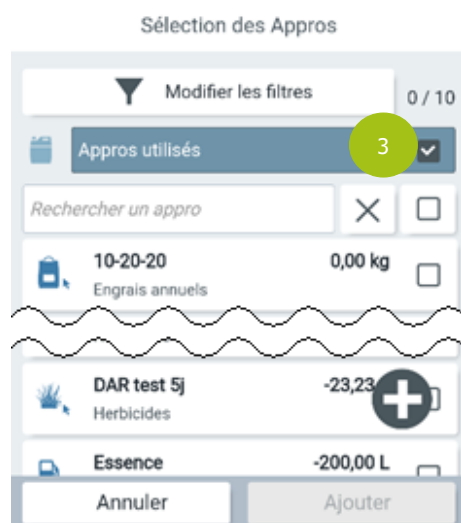 Sélection des Appros
Modifier les filtres
0 / 10
Appros utilisés
3
Rechercher un appro
10-20-20
0,00 kg
Engrais annuels
DAR test 5j
-23,23
Herbicides
Essence
-200,00 L
Annuler
Ajouter